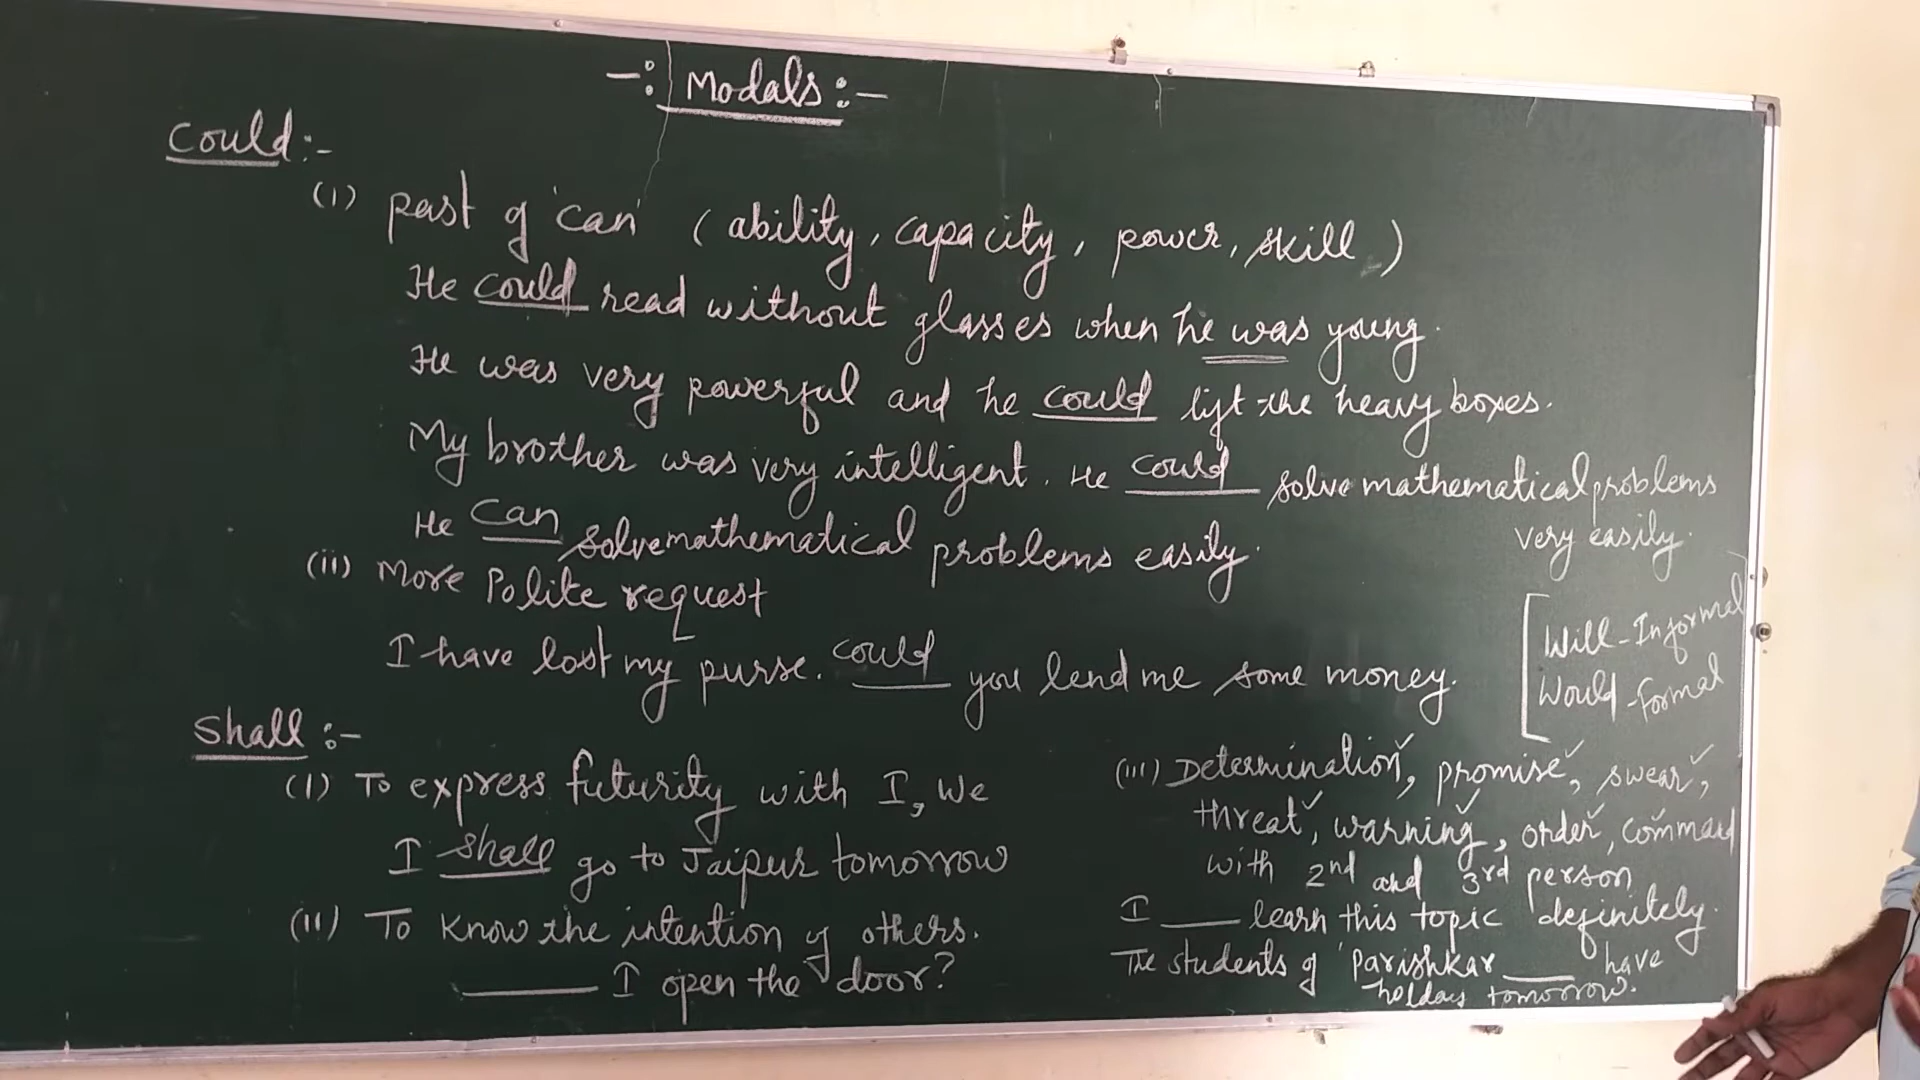 -: Modals :-
Could:-
(i) past of 'can' (ability, capacity, power, skill)
He could read without glasses when he was young.
He was very powerful and he could lift the heavy boxes.
My brother was very intelligent. He could solve mathematical problems
very easily.
He can solve mathematical problems easily.
(ii) More Polite request
I have lost my purse. could you lend me some money.
[Will - Informal
Would - formal
Shall :-
(i) To express futurity with I, We
I shall go to Jaipur tomorrow
(ii) To know the intention of others.
______ I open the door?
(iii) Determination, promise, swear,
threat, warning, order, command
with 2nd and 3rd person
I ____ learn this topic definitely.
The students of Parishkar ____ have
holdays tomorrow.